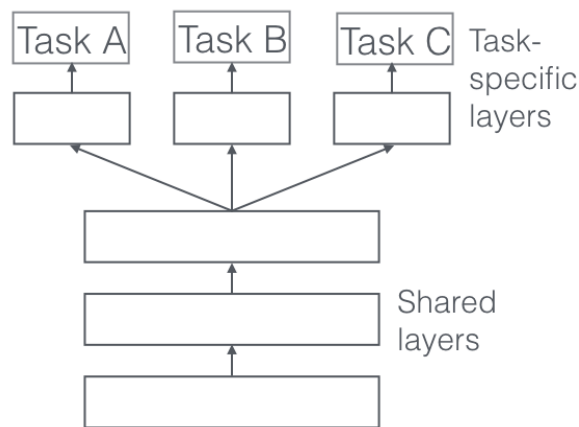 Task A
Task B
Task C
Task-
specific
layers
Shared
layers